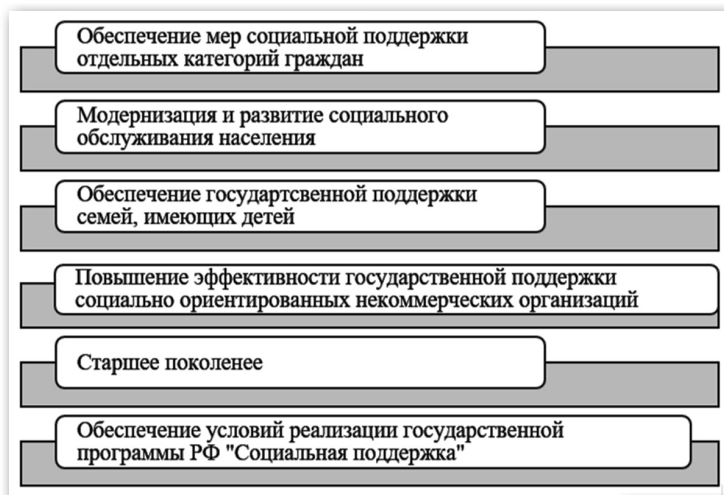 Обеспечение мер социальной поддержки
отдельных категорий граждан
Модернизация и развитие социального
обслуживания населения
Обеспечение государтсвенной поддержки
семей, имеющих детей
Повышение эффективности государственной поддержки
социально ориентированных некоммерческих организаций
Старшее поколенее
Обеспечение условий реализации государственной
программы РФ "Социальная поддержка"